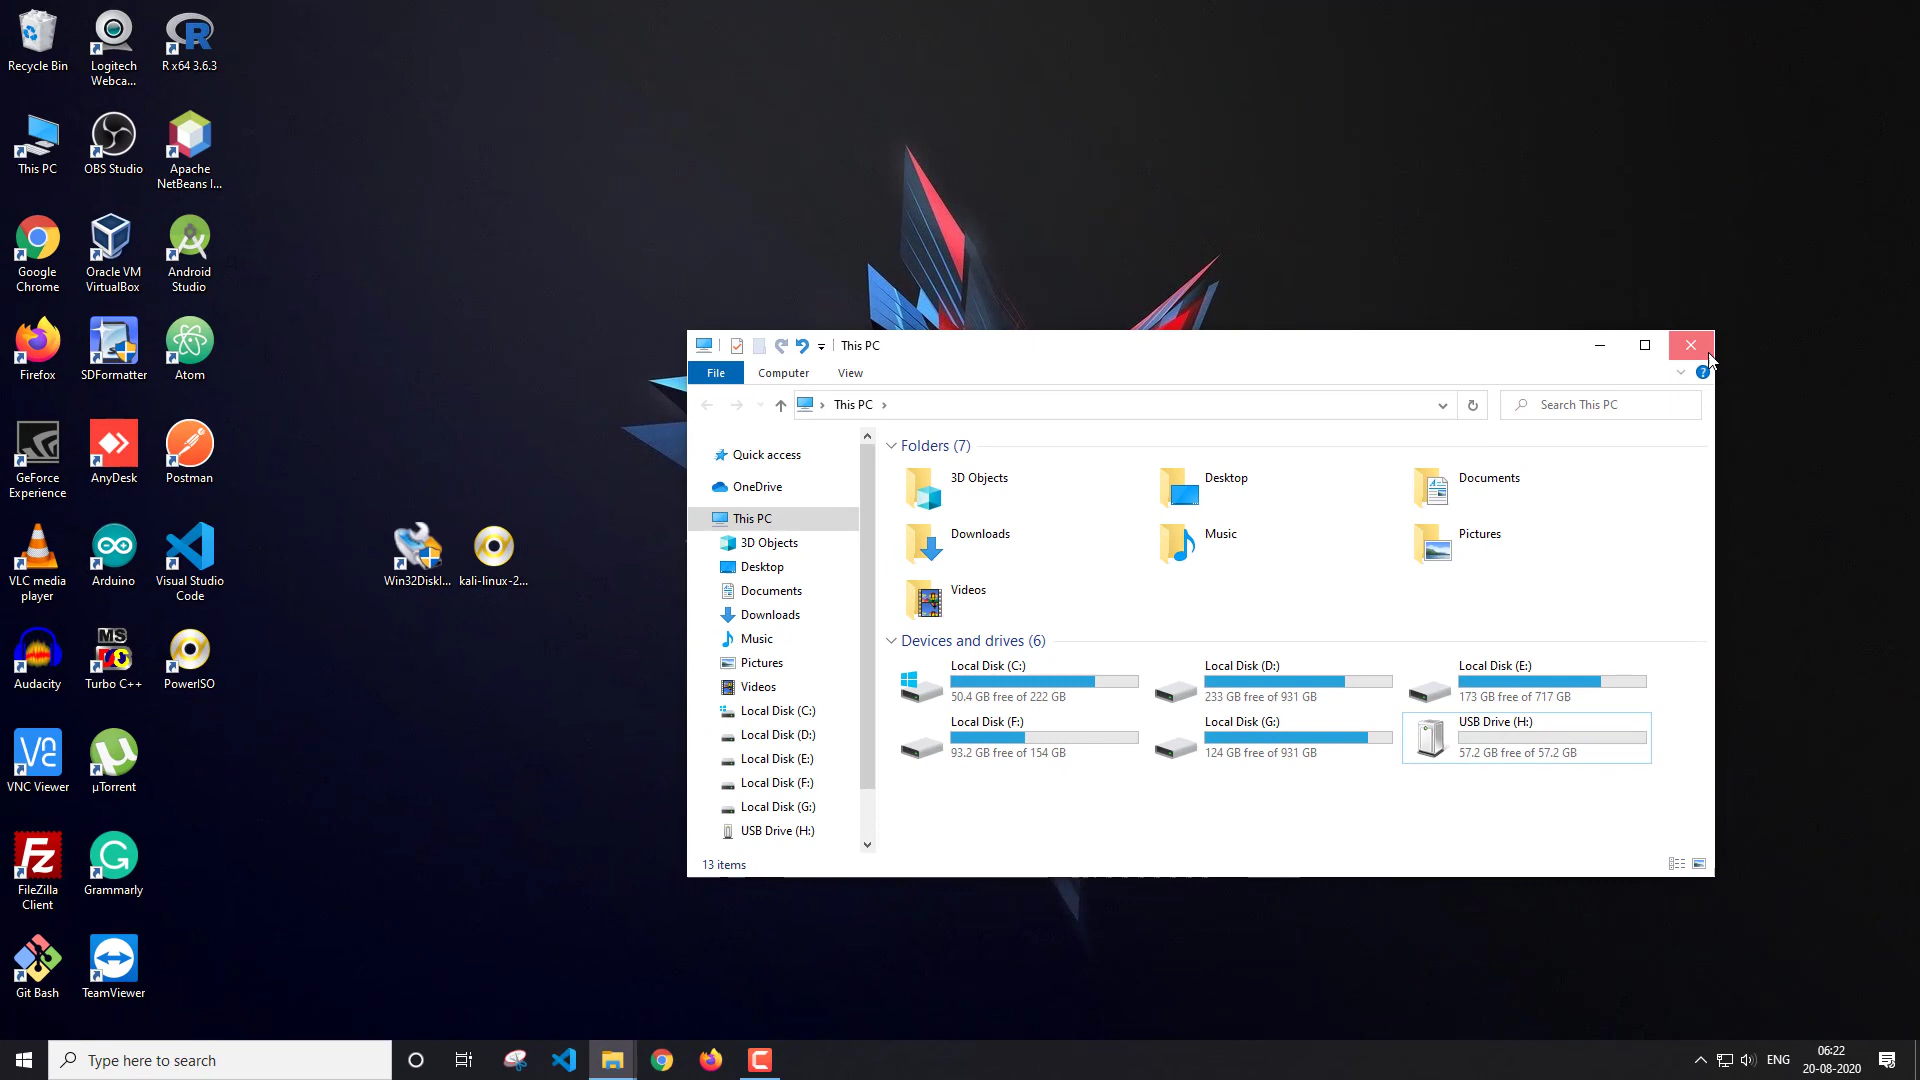 Recycle Bin
Logitech
Webca...
R x64 3.6.3
This PC
OBS Studio
Apache
NetBeans I...
Google
Chrome
Oracle VM
VirtualBox
Android
Studio
Firefox
SDFormatter
Atom
GeForce
Experience
AnyDesk
Postman
VLC media
player
Arduino
Visual Studio
Code
Win32DiskI...
kali-linux-2...
Audacity
MS
Turbo C++
PowerISO
VNC Viewer
µTorrent
FileZilla
Client
Grammarly
Git Bash
TeamViewer
This PC
File
Computer
View
This PC
Search This PC
Quick access
OneDrive
This PC
3D Objects
Desktop
Documents
Downloads
Music
Pictures
Videos
Local Disk (C:)
Local Disk (D:)
Local Disk (E:)
Local Disk (F:)
Local Disk (G:)
USB Drive (H:)
Folders (7)
3D Objects
Desktop
Documents
Downloads
Music
Pictures
Videos
Devices and drives (6)
Local Disk (C:)
50.4 GB free of 222 GB
Local Disk (D:)
233 GB free of 931 GB
Local Disk (E:)
173 GB free of 717 GB
Local Disk (F:)
93.2 GB free of 154 GB
Local Disk (G:)
124 GB free of 931 GB
USB Drive (H:)
57.2 GB free of 57.2 GB
13 items
Type here to search
ENG
06:22
20-08-2020